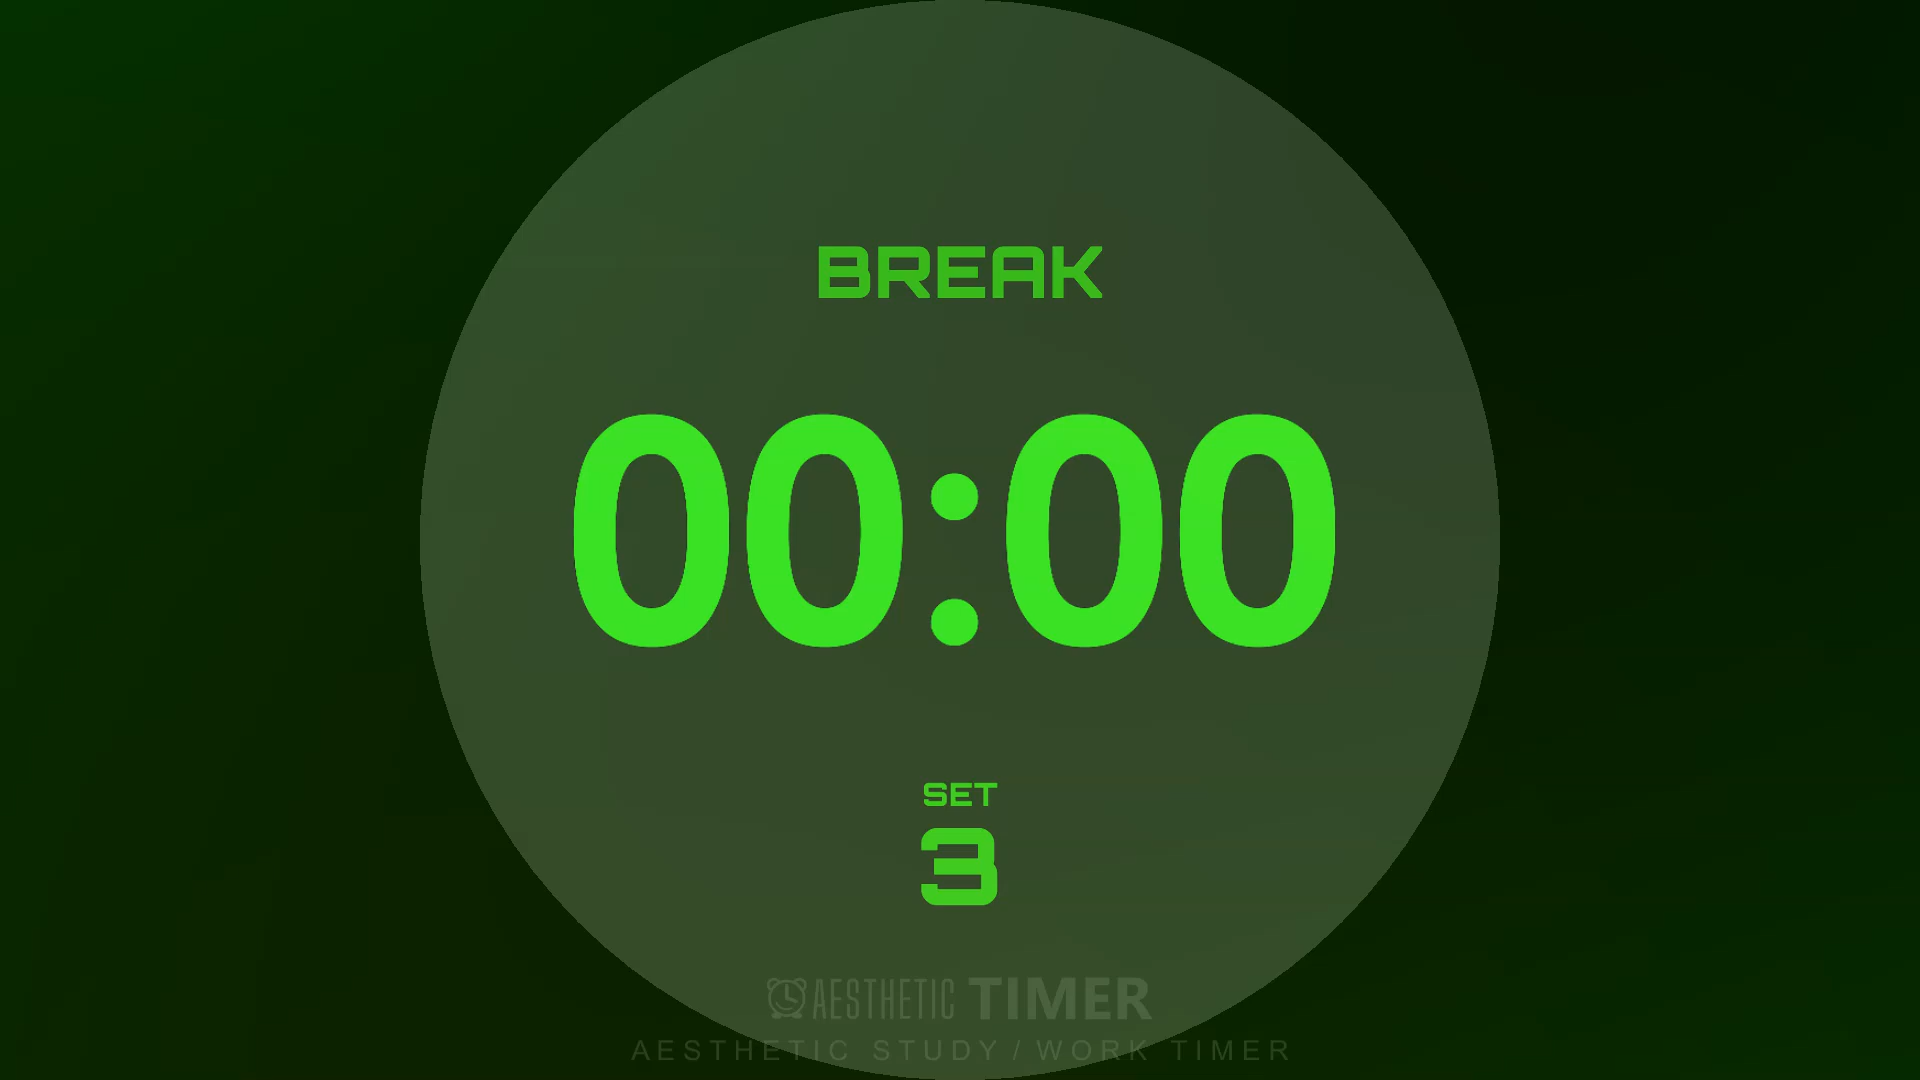 BREAK
00:00
SET
3
AESTHETIC TIMER
AESTHETIC STUDY / WORK TIMER